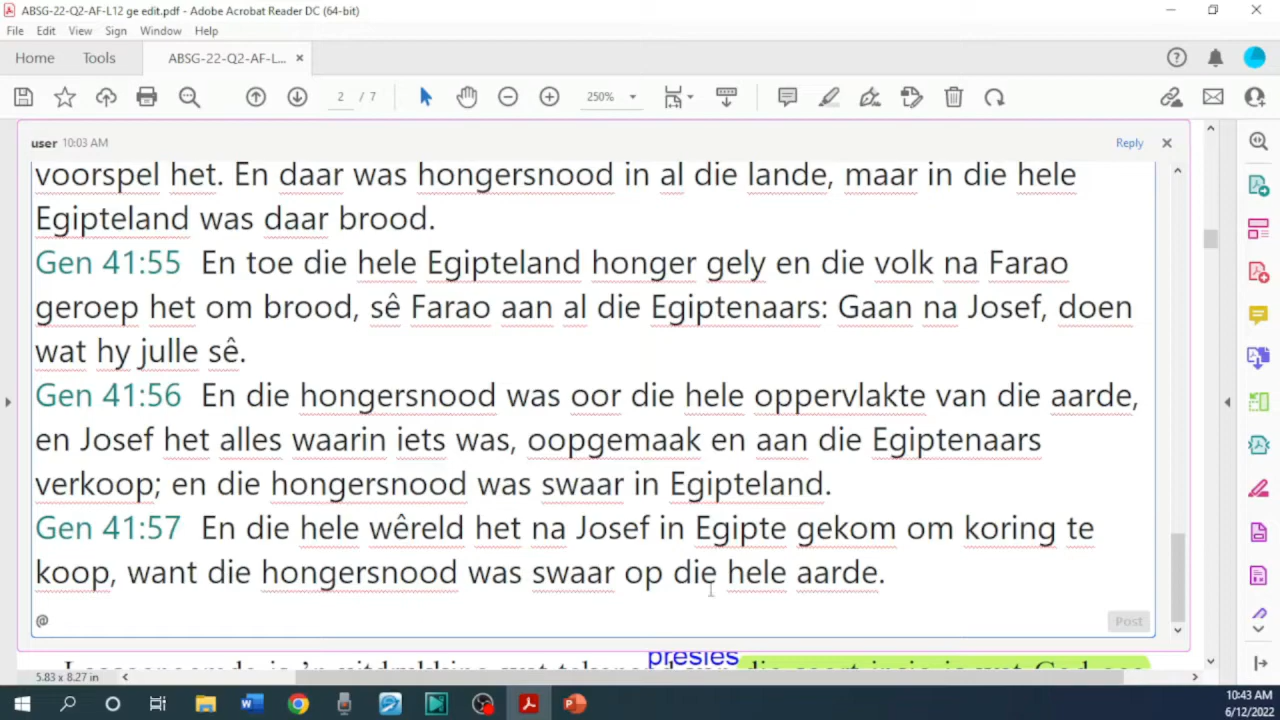 ABSG-22-Q2-AF-L12 ge edit.pdf - Adobe Acrobat Reader DC (64-bit)
File Edit View Sign Window Help
Home Tools ABSG-22-Q2-AF-L... ×
2 / 7 250%
user 10:03 AM Reply
voorspel het. En daar was hongersnood in al die lande, maar in die hele
Egipteland was daar brood.
Gen 41:55 En toe die hele Egipteland honger gely en die volk na Farao
geroep het om brood, sê Farao aan al die Egiptenaars: Gaan na Josef, doen
wat hy julle sê.
Gen 41:56 En die hongersnood was oor die hele oppervlakte van die aarde,
en Josef het alles waarin iets was, oopgemaak en aan die Egiptenaars
verkoop; en die hongersnood was swaar in Egipteland.
Gen 41:57 En die hele wêreld het na Josef in Egipte gekom om koring te
koop, want die hongersnood was swaar op die hele aarde.
@ Post
presies
5.83 x 8.27 in
10:43 AM
6/12/2022